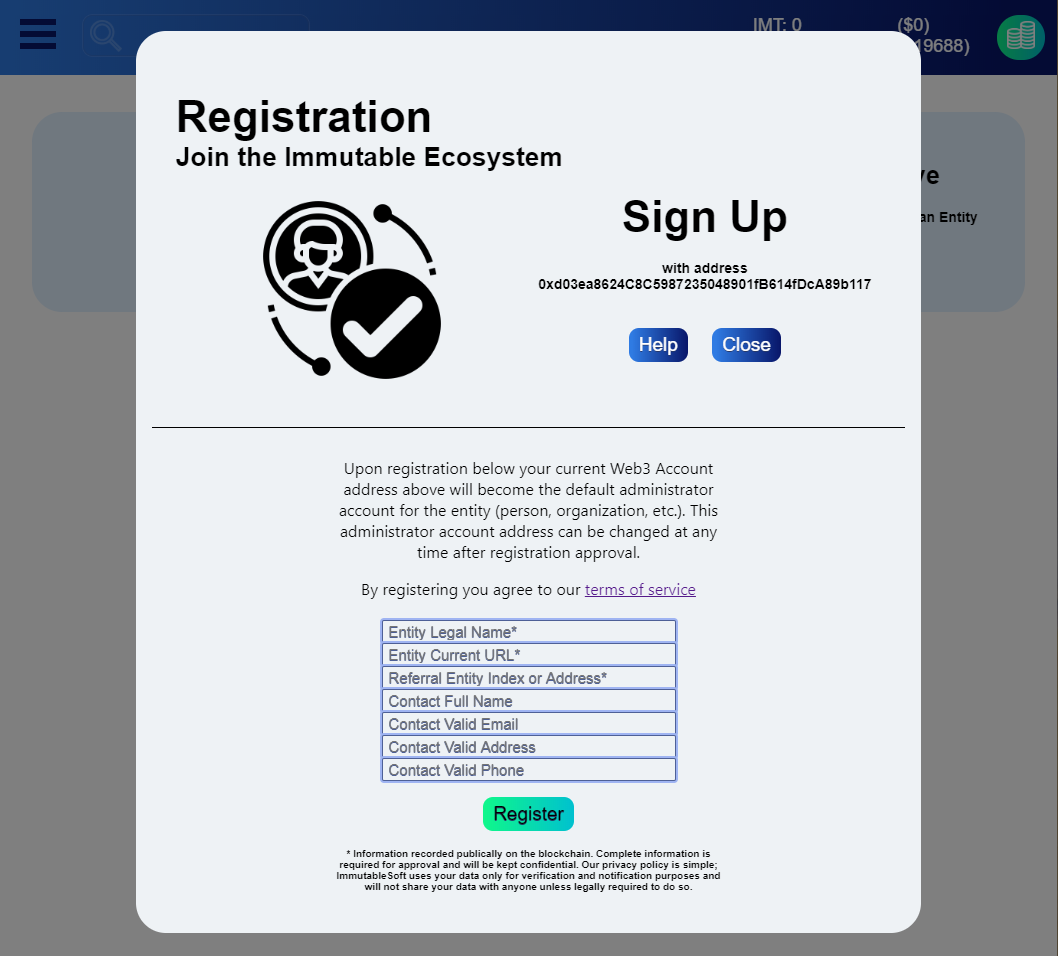 IMT: 0
($0)
19688)
Registration
Join the Immutable Ecosystem
Sign Up
with address
0xd03ea8624C8C5987235048901fB614fDcA89b117
Help
Close
an Entity
Upon registration below your current Web3 Account
address above will become the default administrator
account for the entity (person, organization, etc.). This
administrator account address can be changed at any
time after registration approval.
By registering you agree to our terms of service
Entity Legal Name*
Entity Current URL*
Referral Entity Index or Address*
Contact Full Name
Contact Valid Email
Contact Valid Address
Contact Valid Phone
Register
* Information recorded publically on the blockchain. Complete information is
required for approval and will be kept confidential. Our privacy policy is simple;
ImmutableSoft uses your data only for verification and notification purposes and
will not share your data with anyone unless legally required to do so.